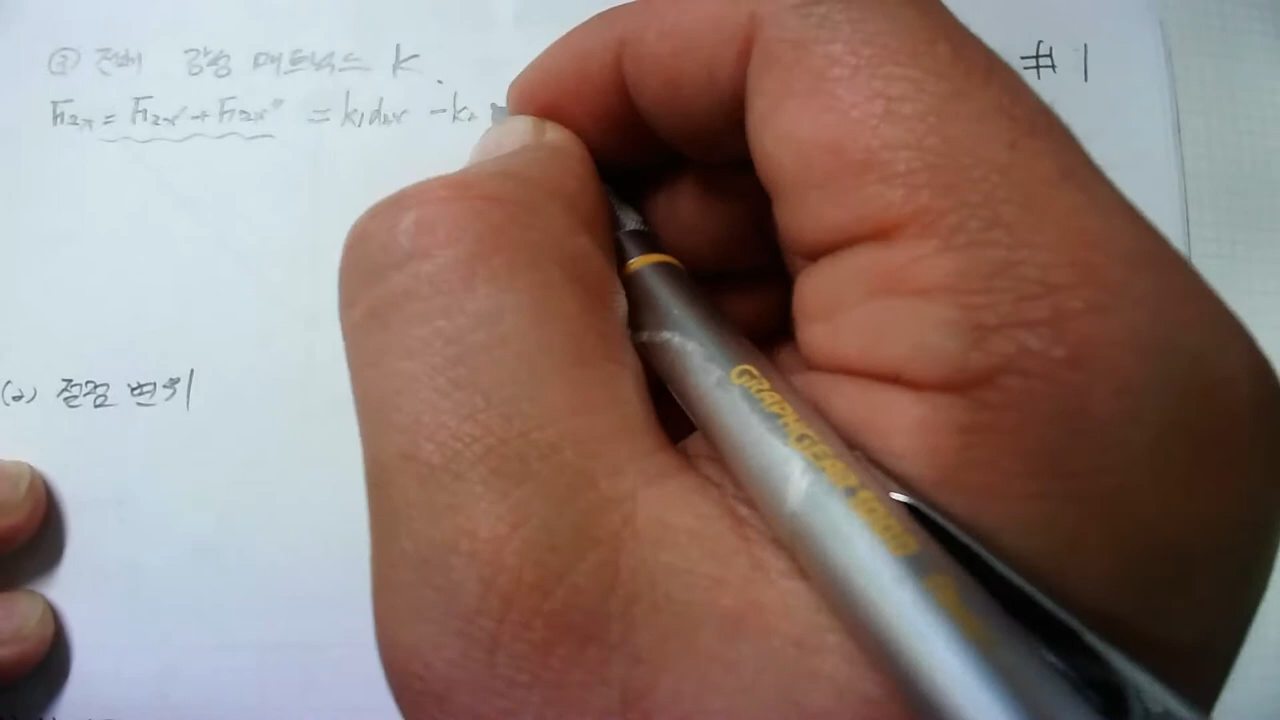 ③ 전체 강성 매트릭스 K.
#1
F₂ₓ = F₂ₓ' + F₂ₓ" = k₁d₂ₓ - k₂
(2) 절점 변위
GRAPHGEAR 1000